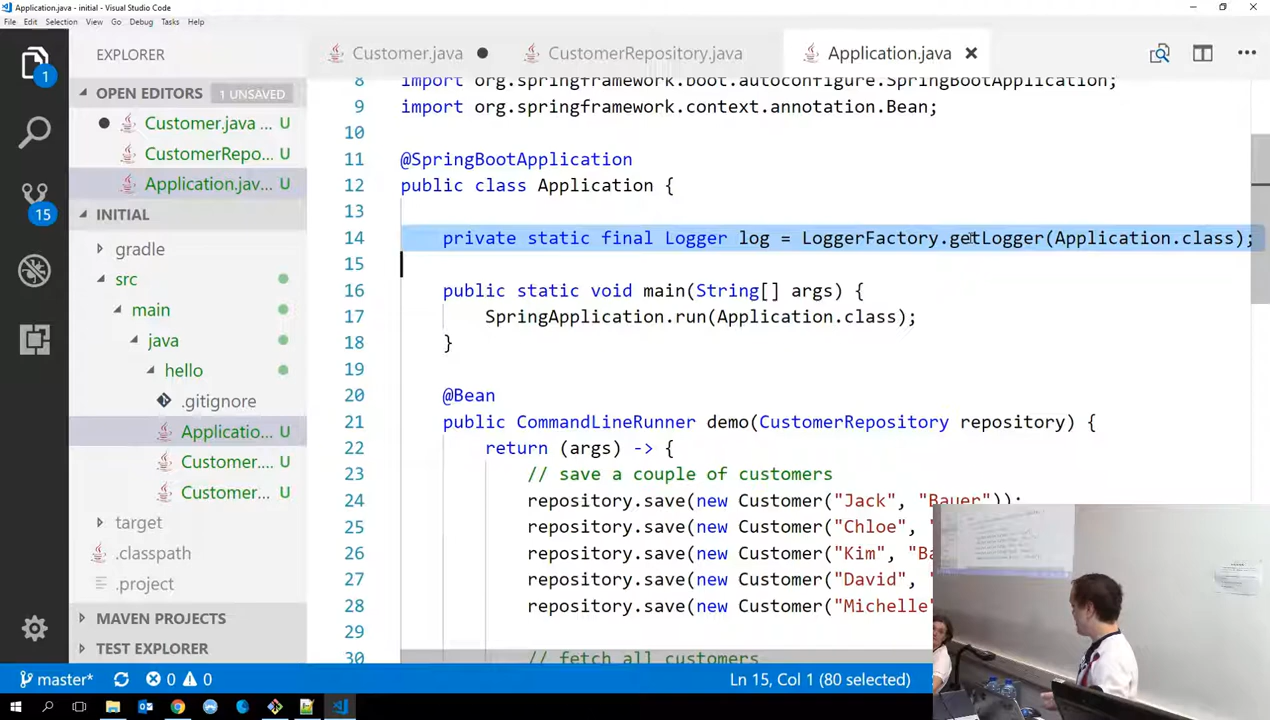 Application.java - initial - Visual Studio Code
File Edit Selection View Go Debug Tasks Help
EXPLORER
Customer.java
CustomerRepository.java
Application.java
1
OPEN EDITORS
1 UNSAVED
Customer.java ... U
CustomerRepo... U
Application.jav... U
15
INITIAL
gradle
src
main
java
hello
.gitignore
Applicatio... U
Customer.... U
Customer... U
target
.classpath
.project
MAVEN PROJECTS
TEST EXPLORER
8 import org.springframework.boot.autoconfigure.SpringBootApplication;
9 import org.springframework.context.annotation.Bean;
10
11 @SpringBootApplication
12 public class Application {
13
14 private static final Logger log = LoggerFactory.getLogger(Application.class);
15
16 public static void main(String[] args) {
17 SpringApplication.run(Application.class);
18 }
19
20 @Bean
21 public CommandLineRunner demo(CustomerRepository repository) {
22 return (args) -> {
23 // save a couple of customers
24 repository.save(new Customer("Jack", "Bauer"));
25 repository.save(new Customer("Chloe", "
26 repository.save(new Customer("Kim", "Ba
27 repository.save(new Customer("David", "
28 repository.save(new Customer("Michelle"
29
30 // fetch all customers
master* 0 0
Ln 15, Col 1 (80 selected)